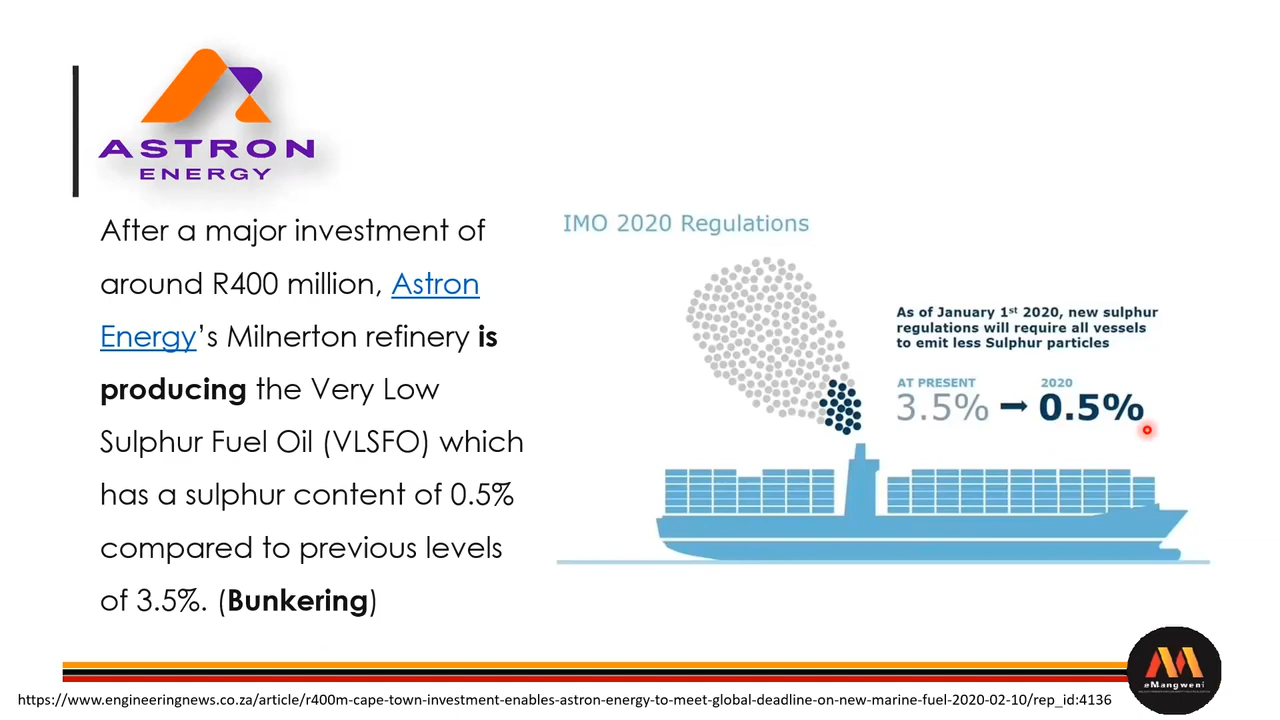 ASTRON
ENERGY
After a major investment of
around R400 million, Astron
Energy’s Milnerton refinery is
producing the Very Low
Sulphur Fuel Oil (VLSFO) which
has a sulphur content of 0.5%
compared to previous levels
of 3.5%. (Bunkering)
IMO 2020 Regulations
As of January 1st 2020, new sulphur
regulations will require all vessels
to emit less Sulphur particles
AT PRESENT 2020
3.5% ➡ 0.5%
eMangweni
https://www.engineeringnews.co.za/article/r400m-cape-town-investment-enables-astron-energy-to-meet-global-deadline-on-new-marine-fuel-2020-02-10/rep_id:4136